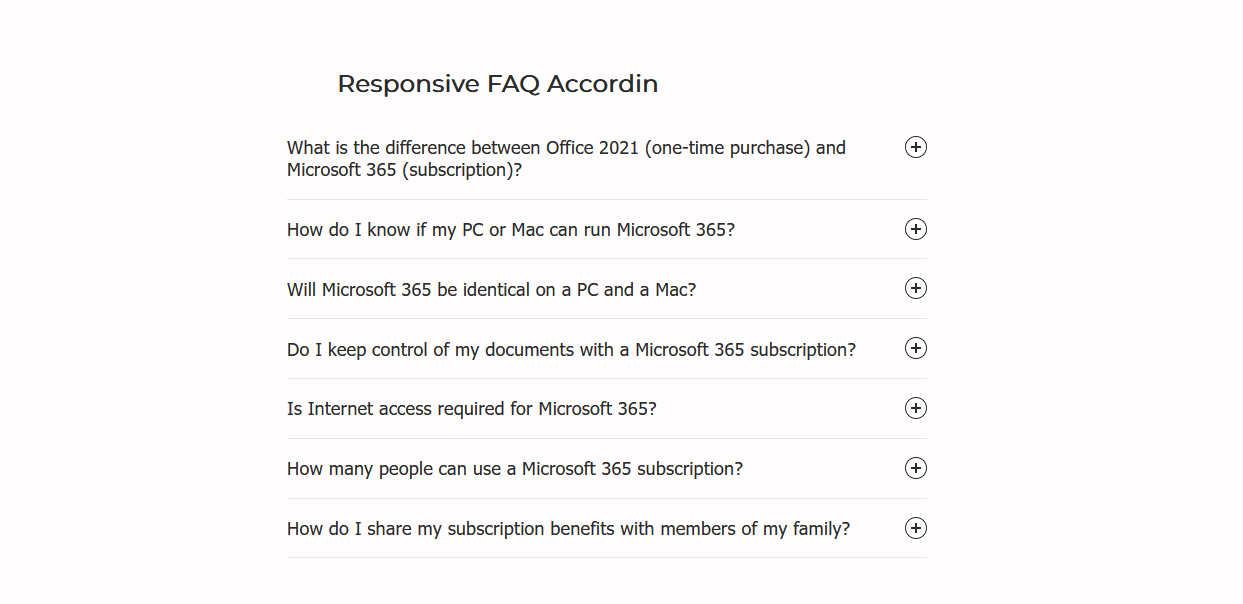 Responsive FAQ Accordin
What is the difference between Office 2021 (one-time purchase) and
Microsoft 365 (subscription)?
How do I know if my PC or Mac can run Microsoft 365?
Will Microsoft 365 be identical on a PC and a Mac?
Do I keep control of my documents with a Microsoft 365 subscription?
Is Internet access required for Microsoft 365?
How many people can use a Microsoft 365 subscription?
How do I share my subscription benefits with members of my family?